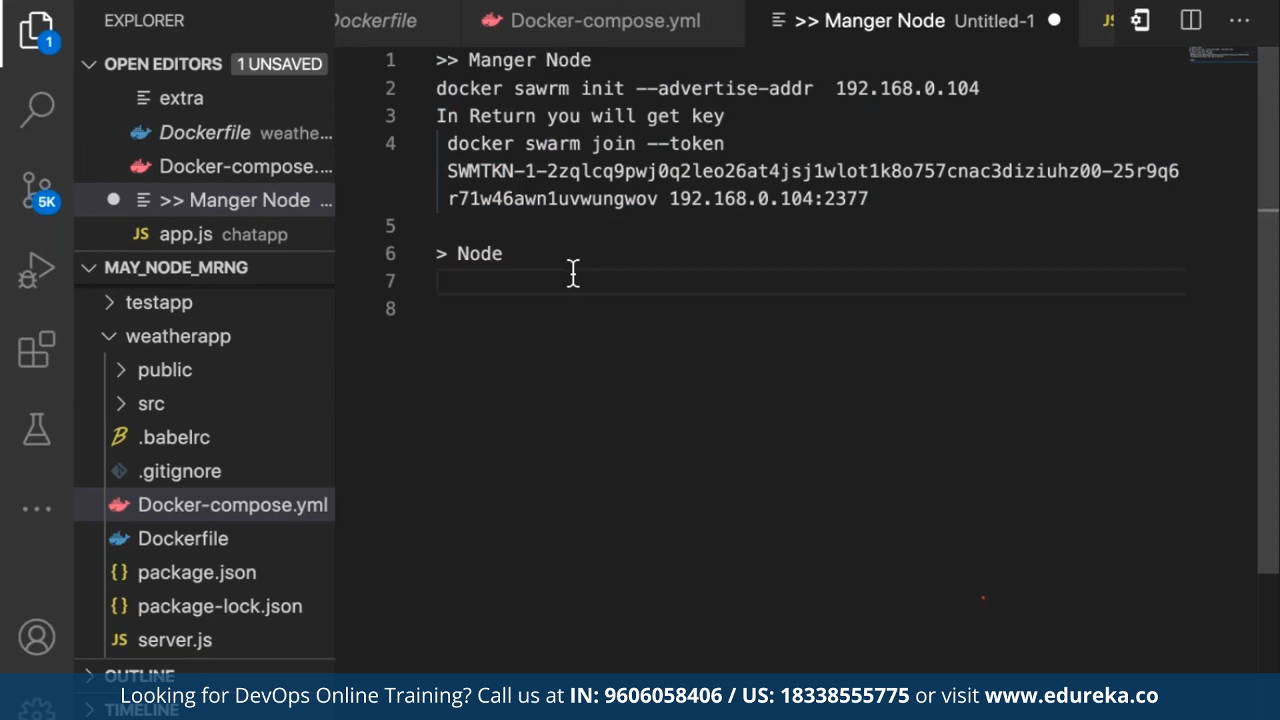 EXPLORER
Dockerfile
Docker-compose.yml
>> Manger Node Untitled-1
JS
1
OPEN EDITORS 1 UNSAVED
extra
Dockerfile weathe...
Docker-compose....
>> Manger Node ...
JS app.js chatapp
5K
MAY_NODE_MRNG
testapp
weatherapp
public
src
.babelrc
.gitignore
Docker-compose.yml
Dockerfile
{} package.json
{} package-lock.json
JS server.js
OUTLINE
TIMELINE
1 >> Manger Node
2 docker sawrm init --advertise-addr 192.168.0.104
3 In Return you will get key
4 docker swarm join --token
SWMTKN-1-2zqlcq9pwj0q2leo26at4jsj1wlot1k8o757cnac3diziuhz00-25r9q6
r71w46awn1uvwungwov 192.168.0.104:2377
5
6 > Node
7
8
Looking for DevOps Online Training? Call us at IN: 9606058406 / US: 18338555775 or visit www.edureka.co